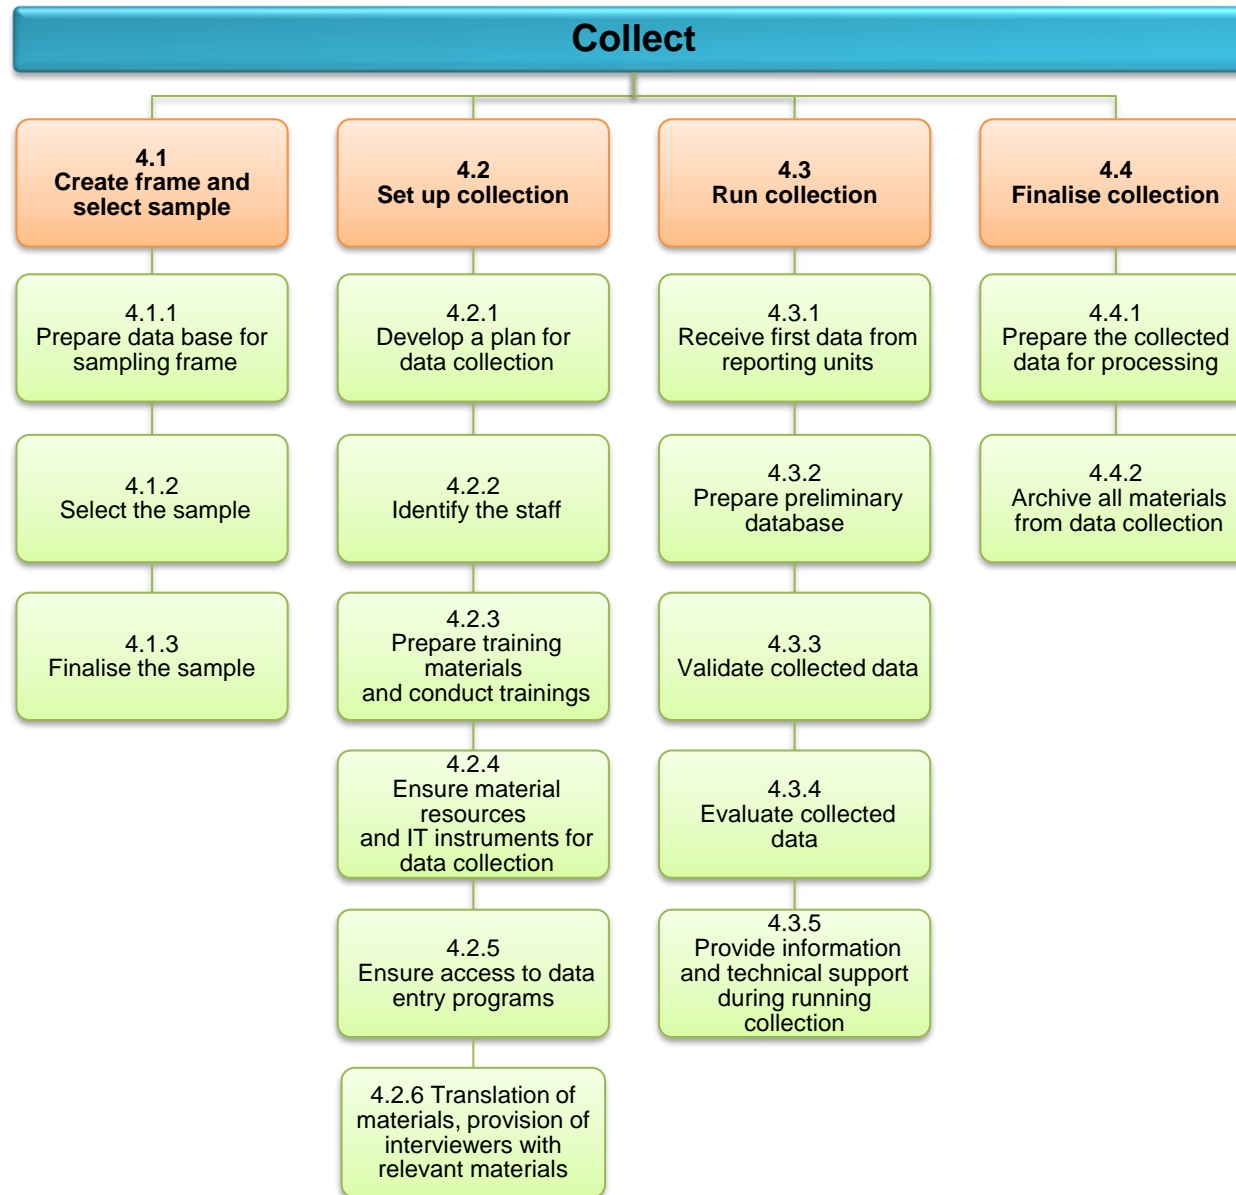 Collect
4.1
Create frame and
select sample
4.2
Set up collection
4.3
Run collection
4.4
Finalise collection
4.1.1
Prepare data base for
sampling frame
4.2.1
Develop a plan for
data collection
4.3.1
Receive first data from
reporting units
4.4.1
Prepare the collected
data for processing
4.1.2
Select the sample
4.2.2
Identify the staff
4.3.2
Prepare preliminary
database
4.4.2
Archive all materials
from data collection
4.1.3
Finalise the sample
4.2.3
Prepare training
materials
and conduct trainings
4.3.3
Validate collected data
4.2.4
Ensure material
resources
and IT instruments for
data collection
4.3.4
Evaluate collected
data
4.2.5
Ensure access to data
entry programs
4.3.5
Provide information
and technical support
during running
collection
4.2.6 Translation of
materials, provision of
interviewers with
relevant materials